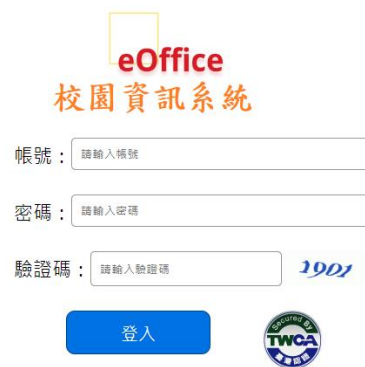 eOffice
校園資訊系統
帳號：請輸入帳號
密碼：請輸入密碼
驗證碼：請輸入驗證碼 1901
登入
Secured By
TWCA